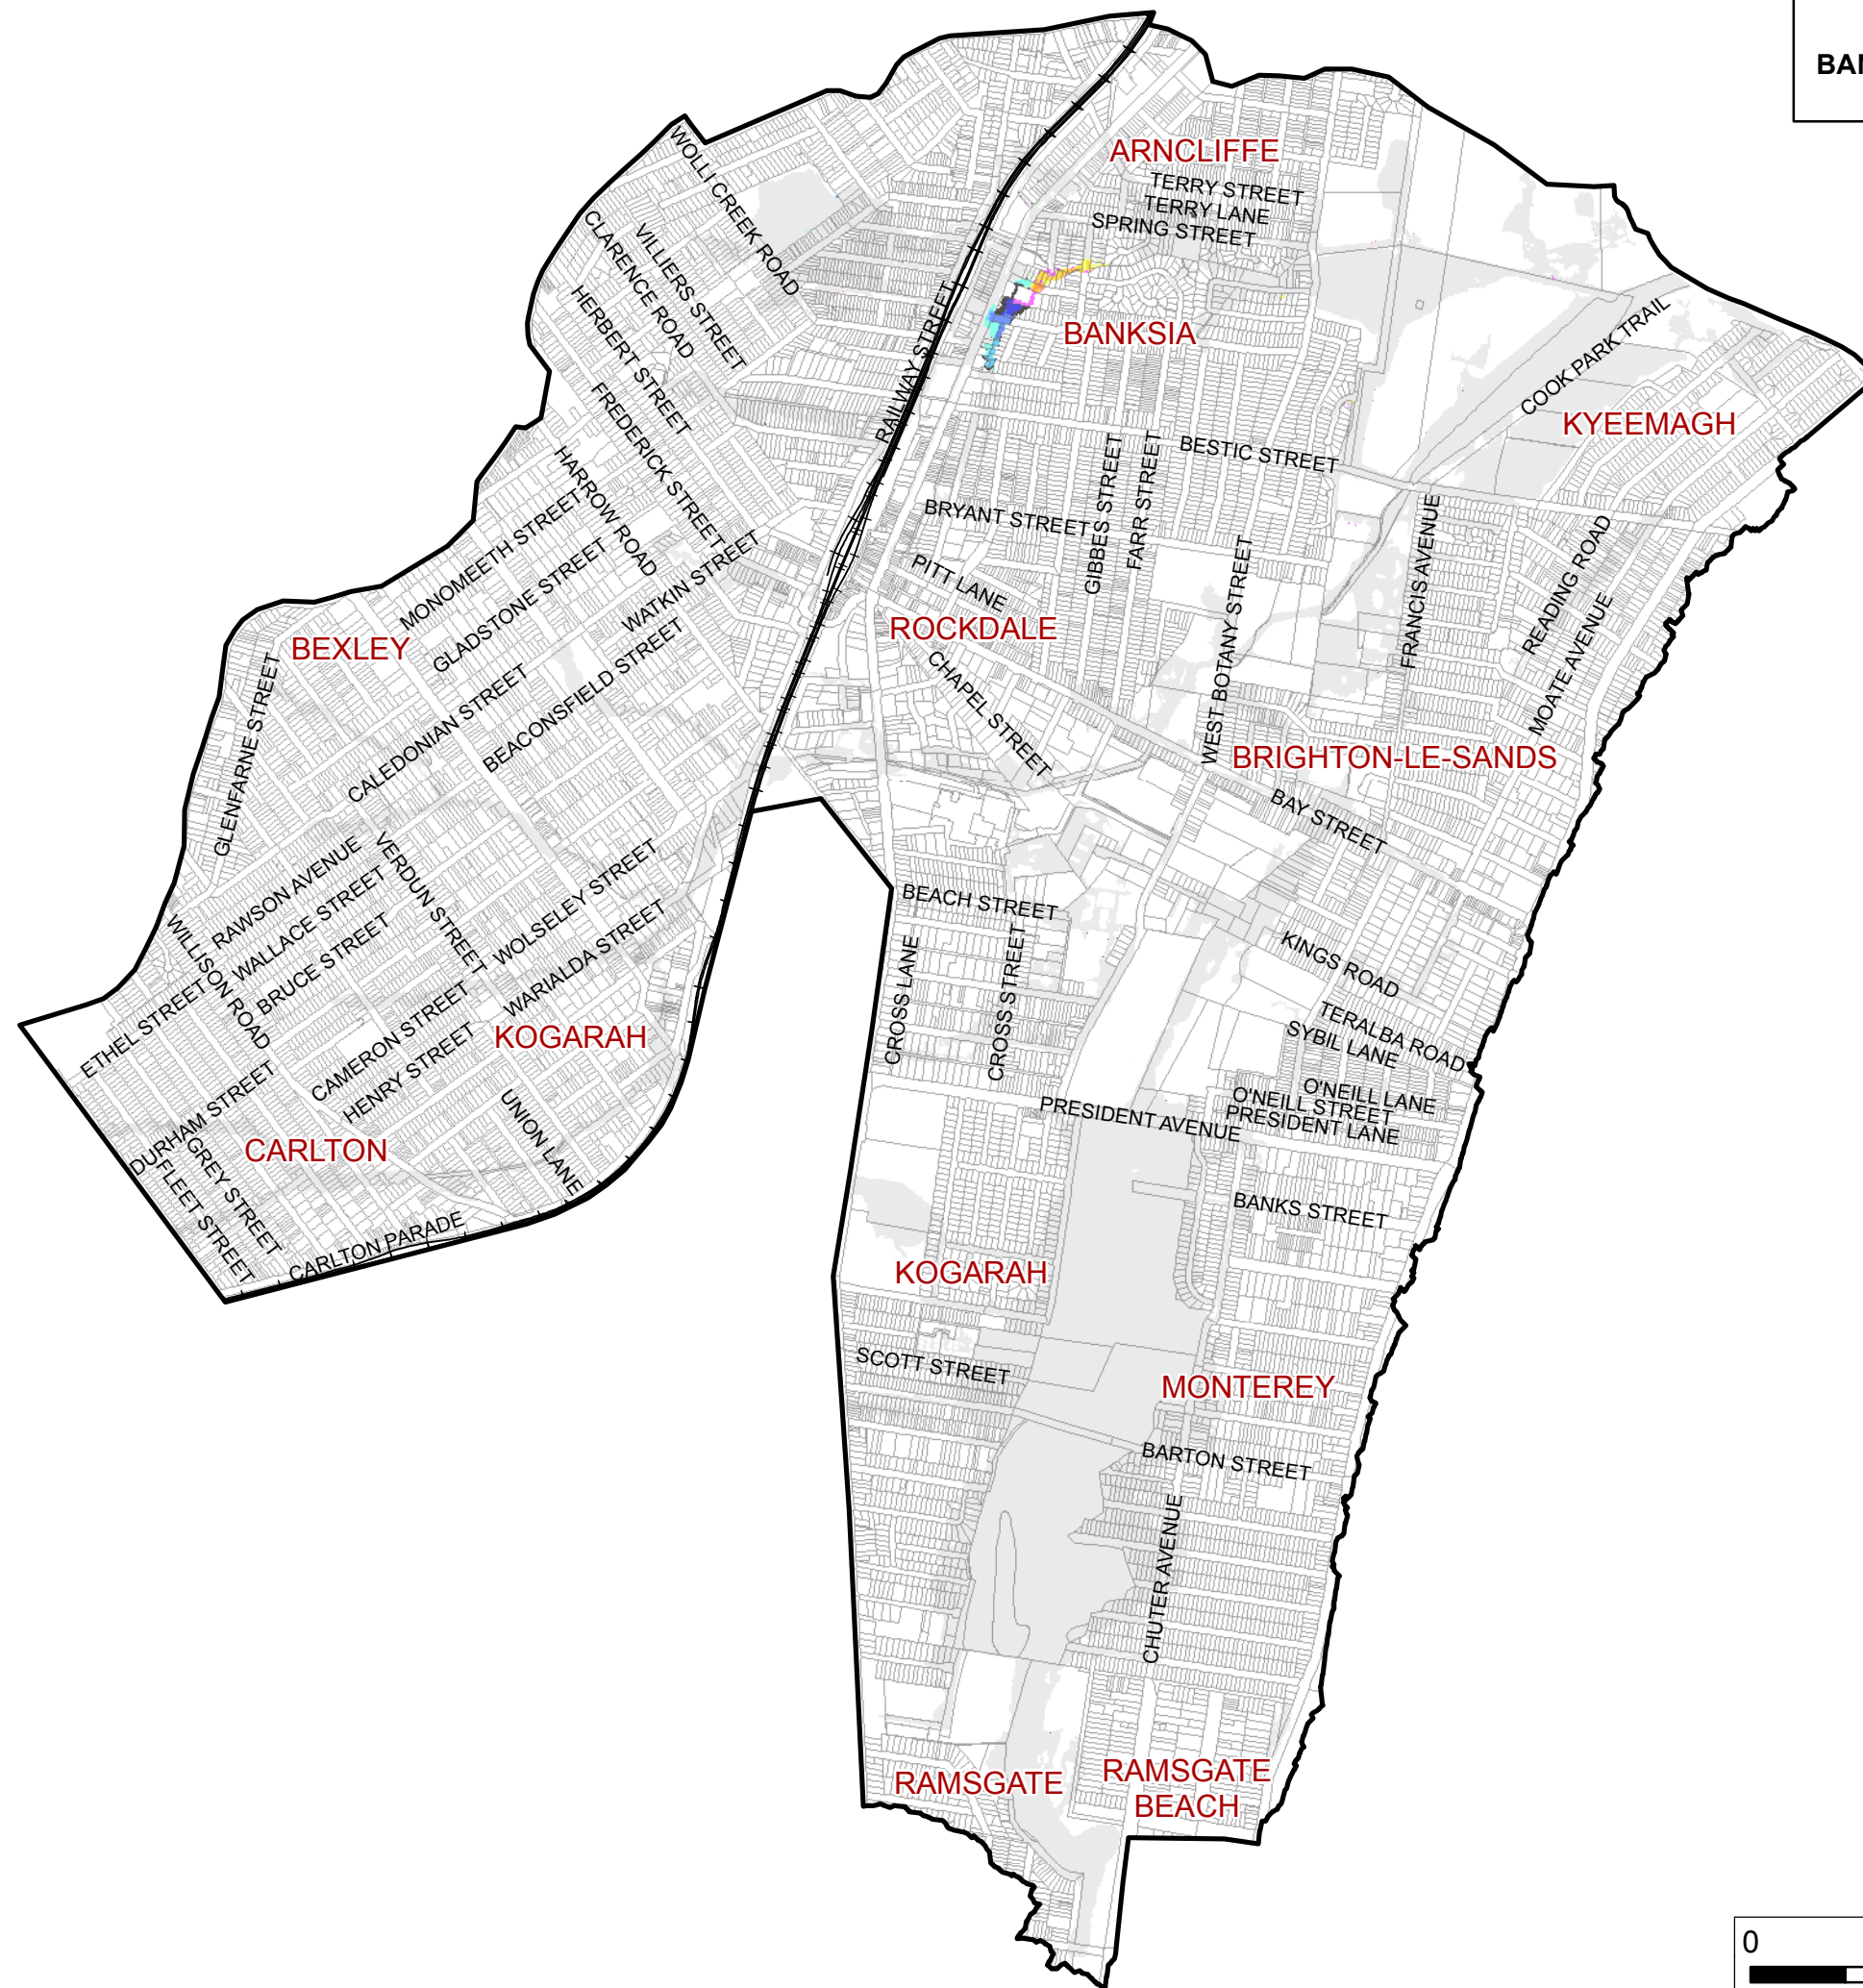 BAN
ARNCLIFFE
TERRY STREET
TERRY LANE
SPRING STREET
WOLLI CREEK ROAD
VILLIERS STREET
CLARENCE ROAD
HERBERT STREET
RAILWAY STREET
BANKSIA
COOK PARK TRAIL
KYEEMAGH
FREDERICK STREET
HARROW ROAD
BESTIC STREET
GIBBES STREET
FARR STREET
BRYANT STREET
MONOMEETH STREET
GLADSTONE STREET
WATKIN STREET
PITT LANE
FRANCIS AVENUE
READING ROAD
MOATE AVENUE
WEST BOTANY STREET
ROCKDALE
BEXLEY
BEACONSFIELD STREET
CALEDONIAN STREET
GLENFARNE STREET
CHAPEL STREET
BRIGHTON-LE-SANDS
BAY STREET
RAWSON AVENUE
VERDUN STREET
WALLACE STREET
WOLSELEY STREET
BEACH STREET
WILLISON ROAD
BRUCE STREET
WARIALDA STREET
CROSS LANE
CROSS STREET
KINGS ROAD
ETHEL STREET
CAMERON STREET
KOGARAH
TERALBA ROAD
SYBIL LANE
HENRY STREET
O'NEILL LANE
O'NEILL STREET
PRESIDENT LANE
PRESIDENT AVENUE
DURHAM STREET
UNION LANE
CARLTON
GREY STREET
FLEET STREET
BANKS STREET
CARLTON PARADE
KOGARAH
SCOTT STREET
MONTEREY
BARTON STREET
CHUTER AVENUE
RAMSGATE
RAMSGATE
BEACH
0